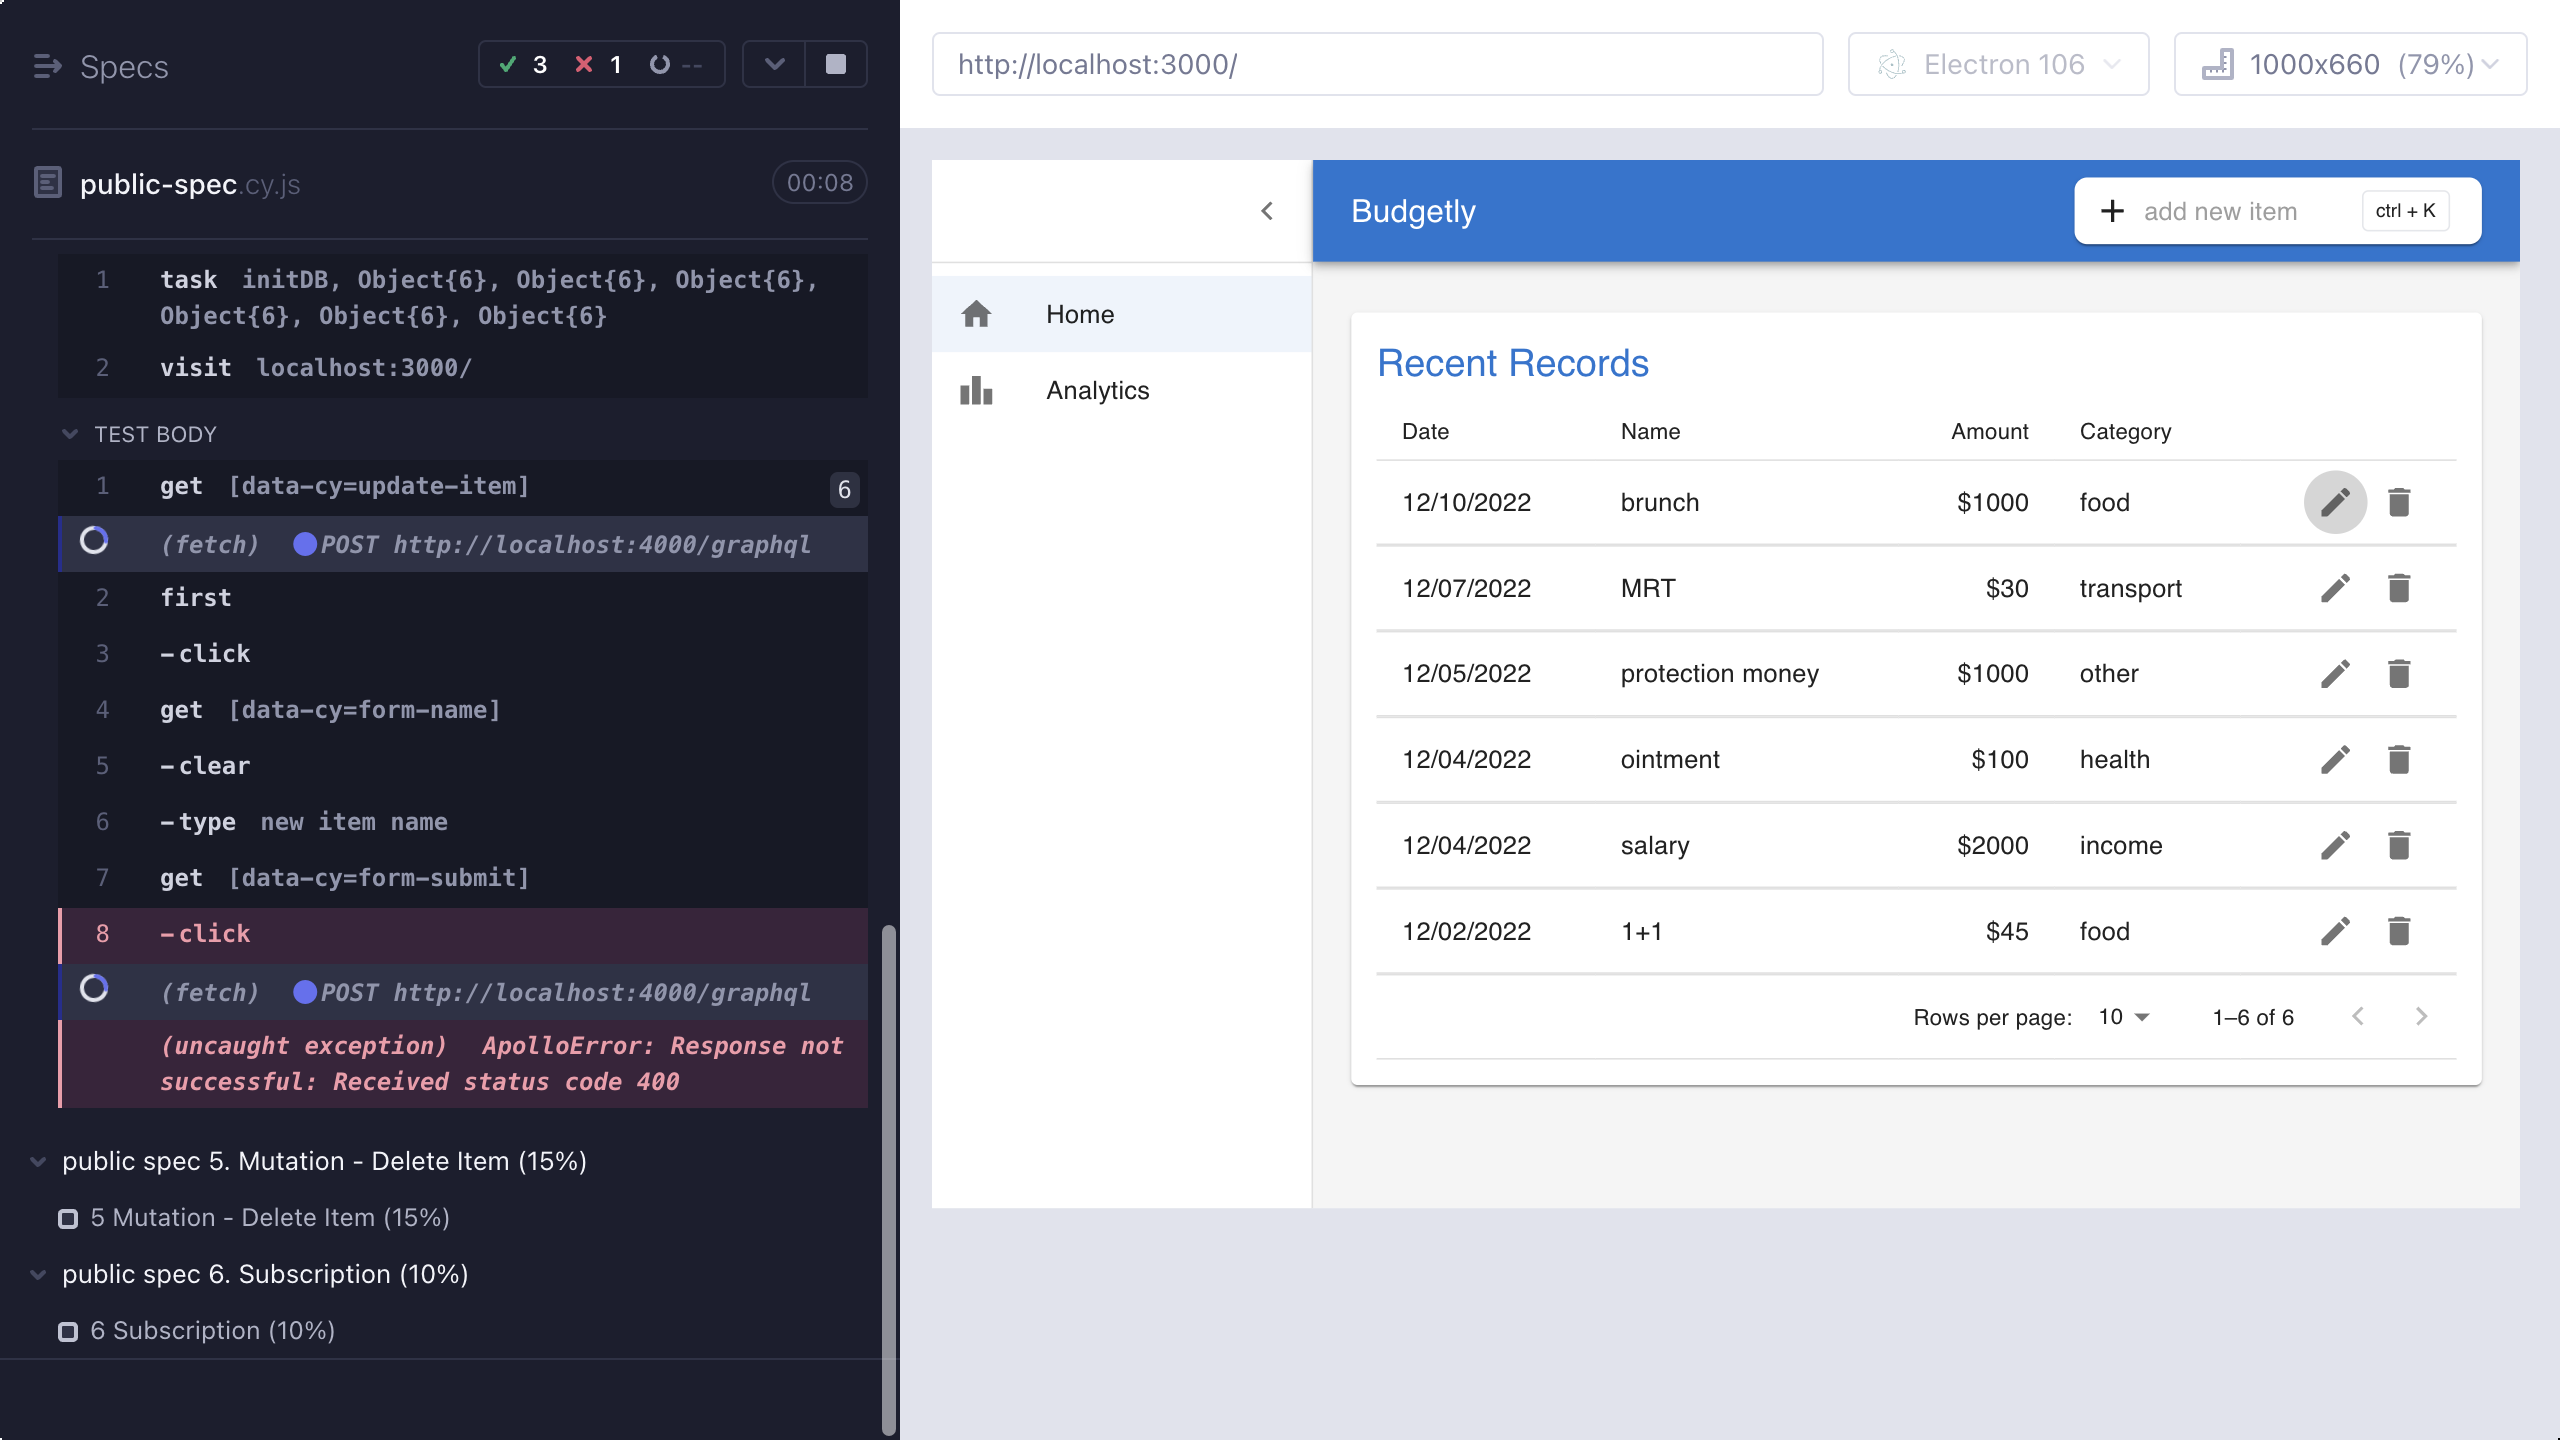 Specs
3
1
--
public-spec.cy.js
00:08
1 task initDB, Object{6}, Object{6}, Object{6},
Object{6}, Object{6}, Object{6}
2 visit localhost:3000/
TEST BODY
1 get [data-cy=update-item] 6
(fetch) POST http://localhost:4000/graphql
2 first
3 -click
4 get [data-cy=form-name]
5 -clear
6 -type new item name
7 get [data-cy=form-submit]
8 -click
(fetch) POST http://localhost:4000/graphql
(uncaught exception) ApolloError: Response not
successful: Received status code 400
public spec 5. Mutation - Delete Item (15%)
5 Mutation - Delete Item (15%)
public spec 6. Subscription (10%)
6 Subscription (10%)
http://localhost:3000/
Electron 106
1000x660 (79%)
Budgetly
add new item
ctrl + K
Home
Analytics
Recent Records
Date Name Amount Category
12/10/2022 brunch $1000 food
12/07/2022 MRT $30 transport
12/05/2022 protection money $1000 other
12/04/2022 ointment $100 health
12/04/2022 salary $2000 income
12/02/2022 1+1 $45 food
Rows per page: 10 1–6 of 6